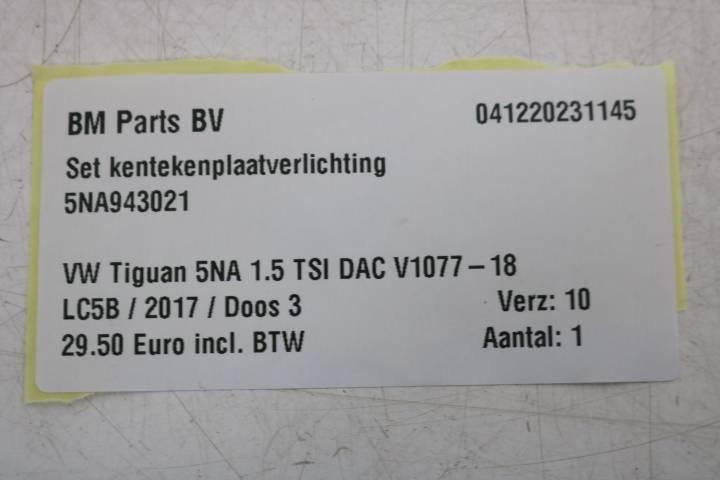 BM Parts BV 041220231145
Set kentekenplaatverlichting
5NA943021
VW Tiguan 5NA 1.5 TSI DAC V1077-18
LC5B / 2017 / Doos 3 Verz: 10
29.50 Euro incl. BTW Aantal: 1